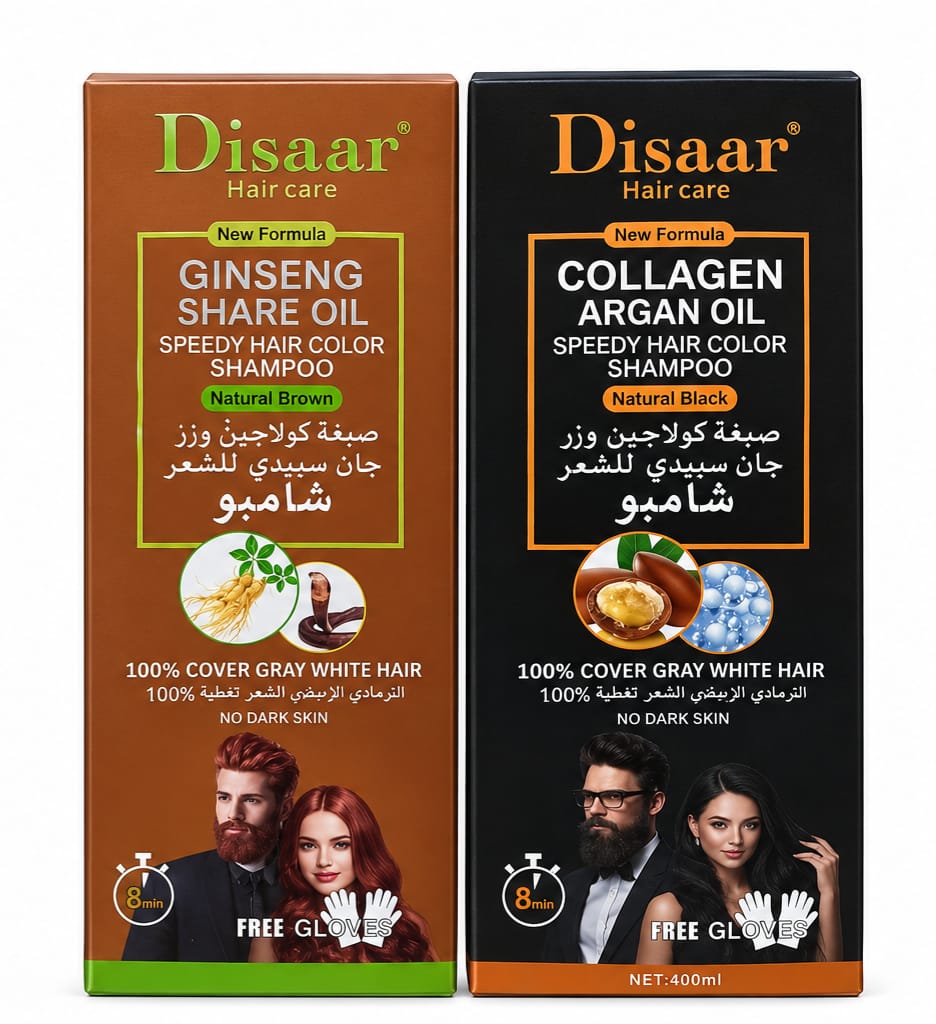 Disaar®
Hair care
New Formula
GINSENG
SHARE OIL
SPEEDY HAIR COLOR
SHAMPOO
Natural Brown
صبغة كولاجين وزز
جان سبيدي للشعر
شامبو
100% COVER GRAY WHITE HAIR
الترمادي الإبيضي الشعر تغطية 100%
NO DARK SKIN
8min
FREE GLOVES
Disaar®
Hair care
New Formula
COLLAGEN
ARGAN OIL
SPEEDY HAIR COLOR
SHAMPOO
Natural Black
صبغة كولاجين وزر
جان سبيدي للشعر
شامبو
100% COVER GRAY WHITE HAIR
الترمادي الإبيضي الشعر تغطية 100%
NO DARK SKIN
8min
FREE GLOVES
NET:400ml